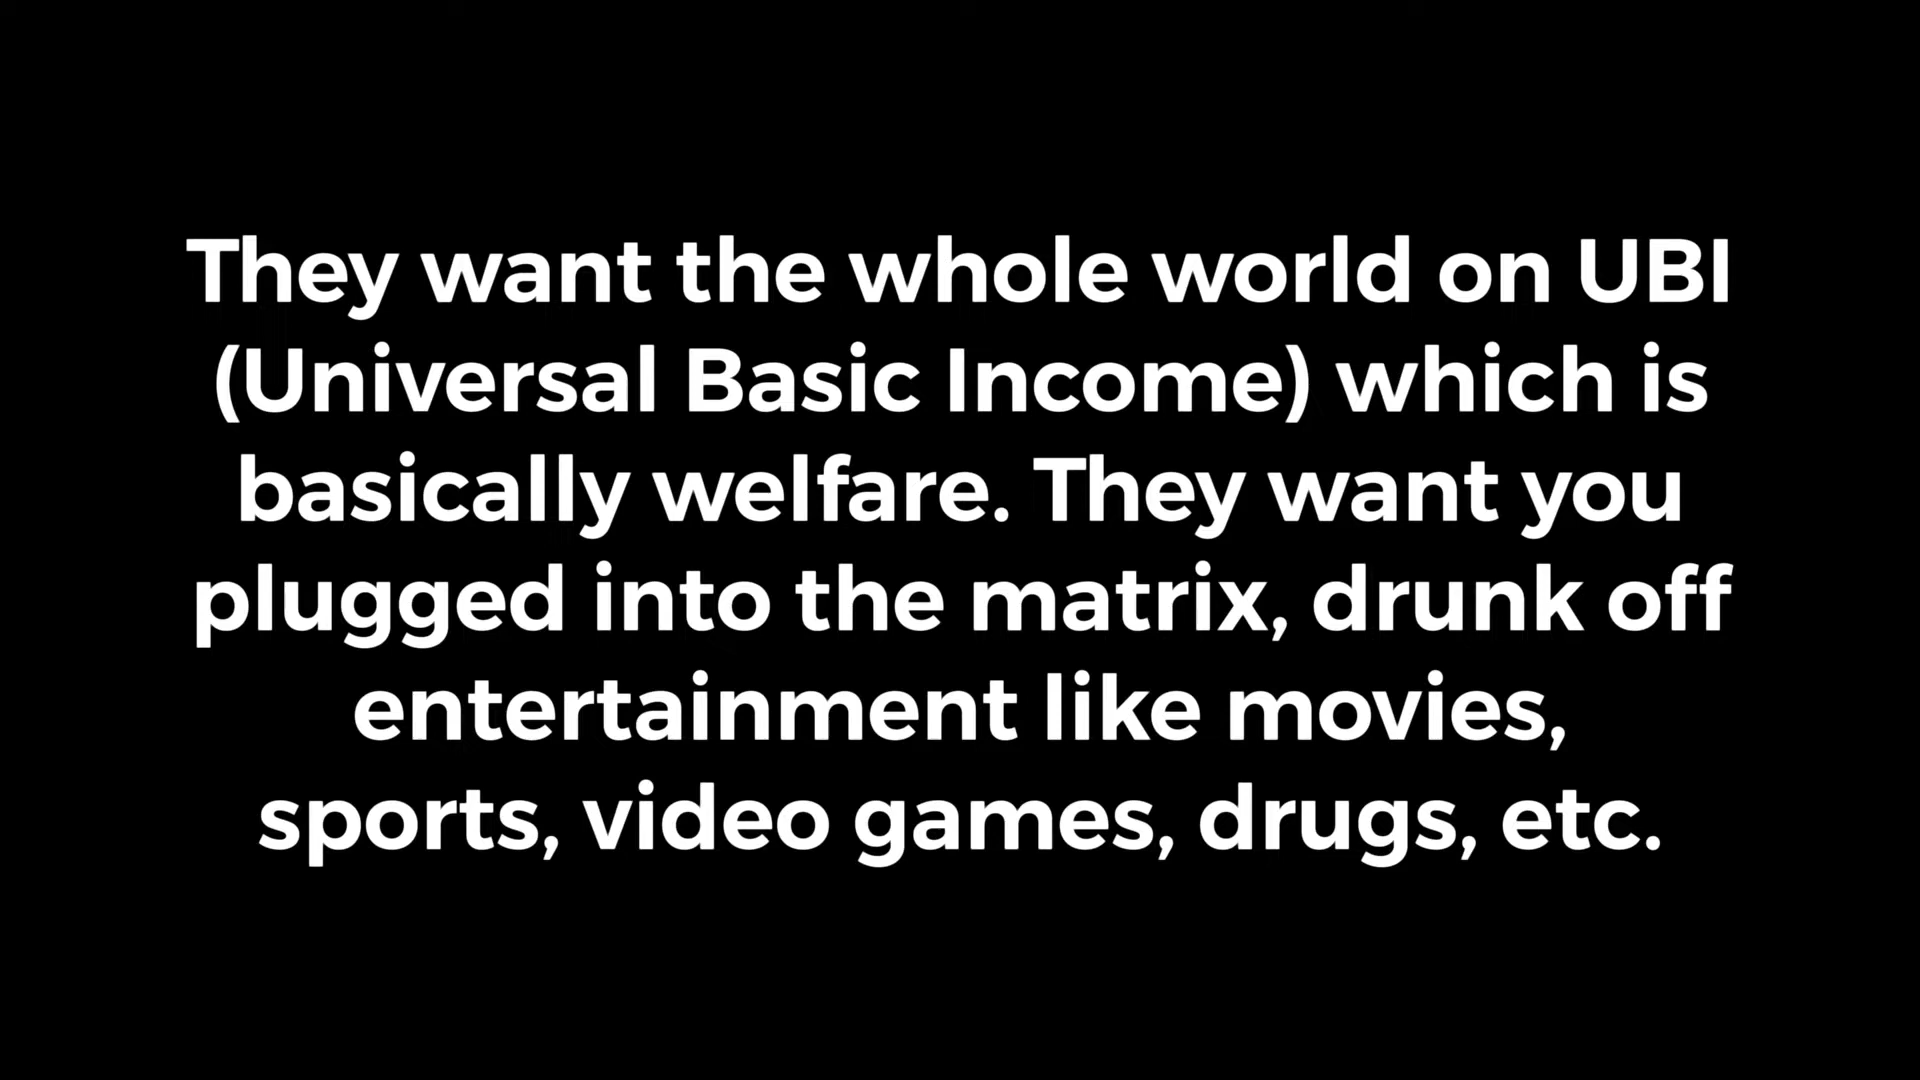 They want the whole world on UBI
(Universal Basic Income) which is
basically welfare. They want you
plugged into the matrix, drunk off
entertainment like movies,
sports, video games, drugs, etc.